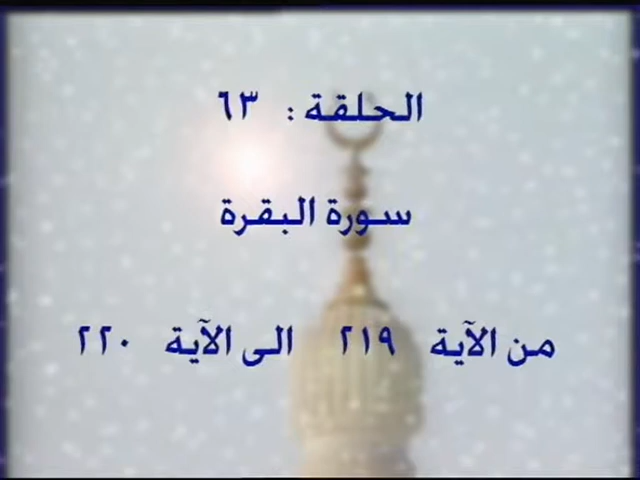 الحلقة : ٦٣
سورة البقرة
من الآية ٢١٩ الى الآية ٢٢٠